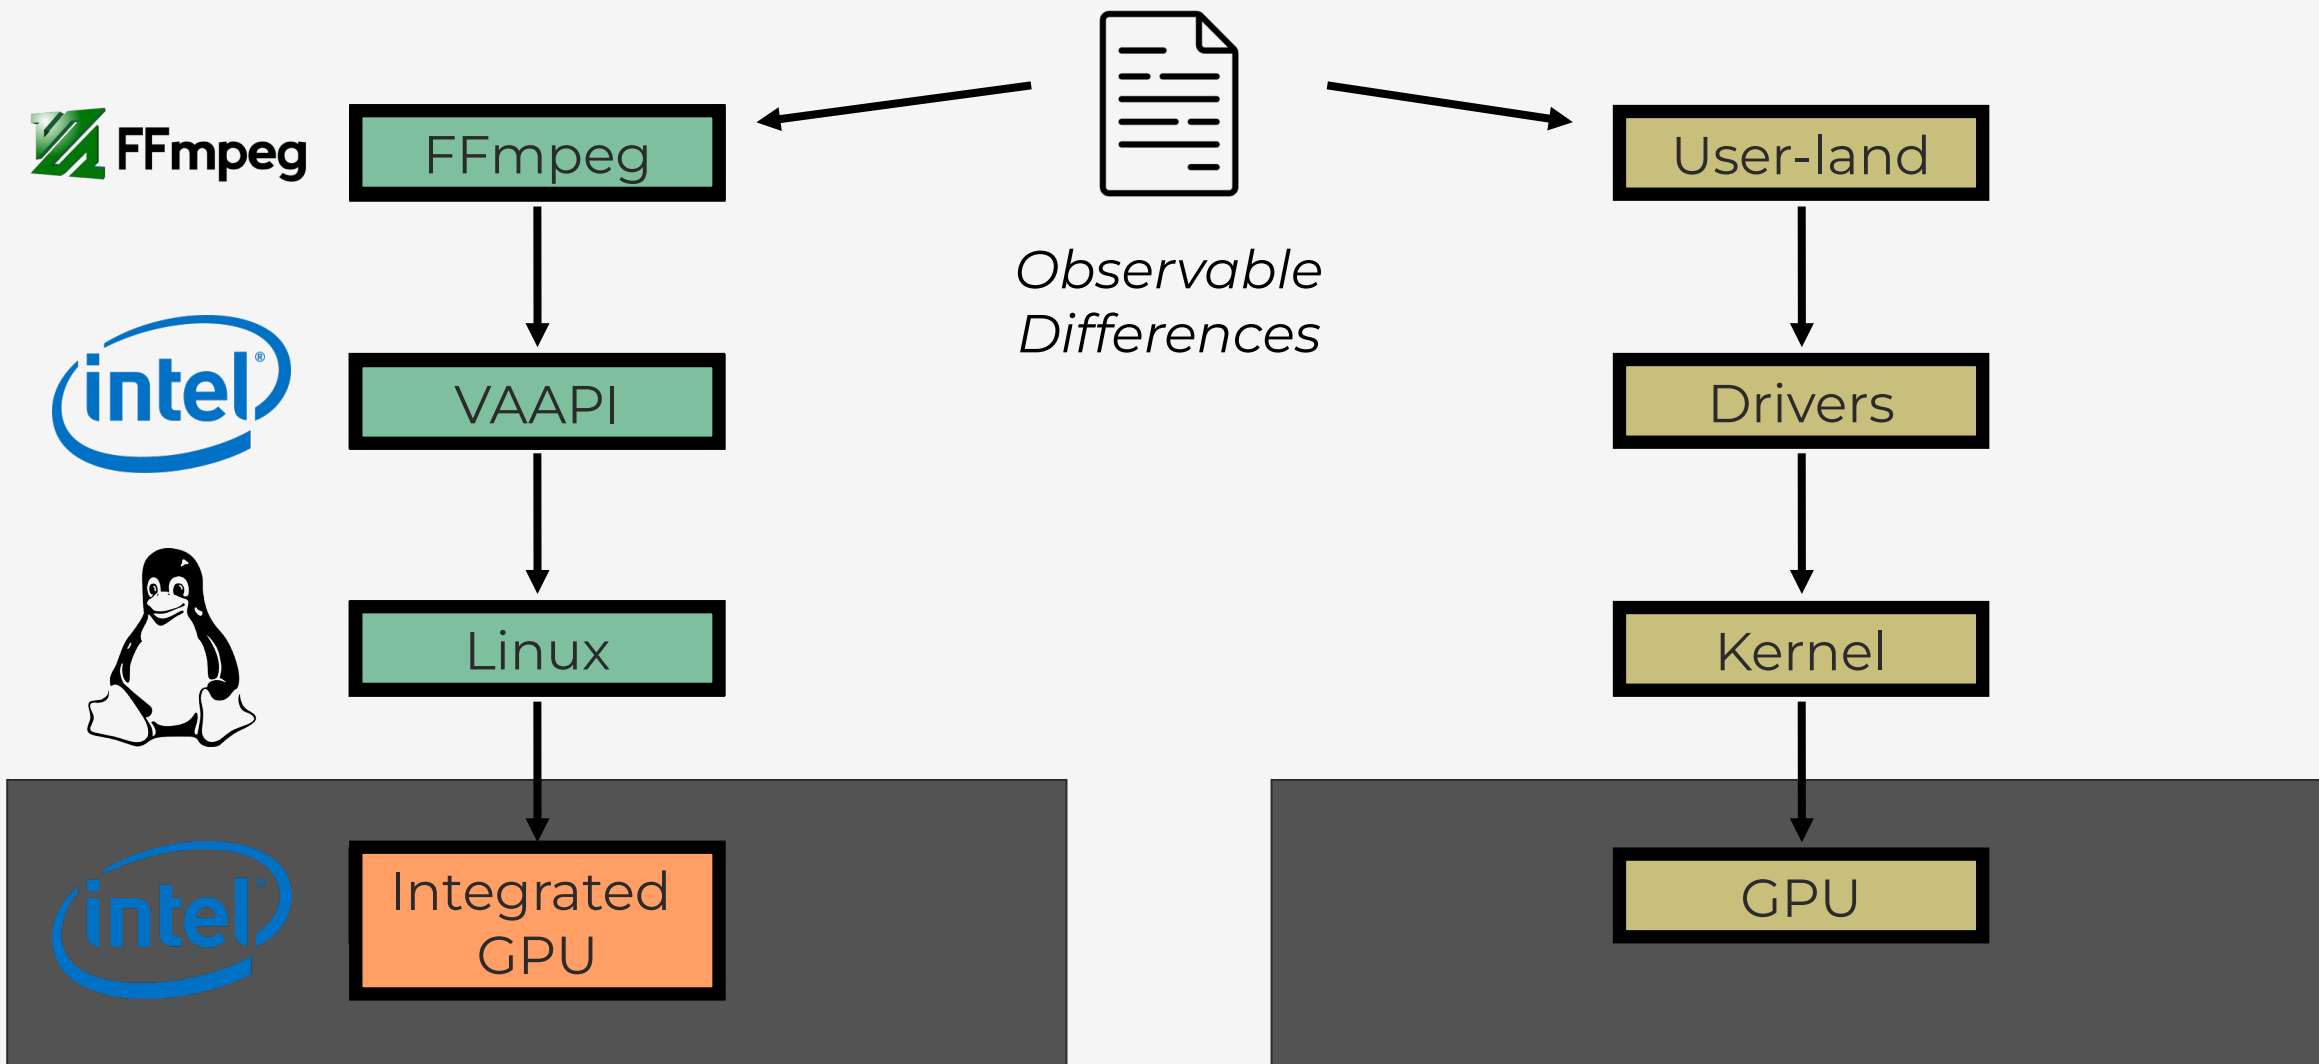 FFmpeg
FFmpeg
User-land
Observable
Differences
intel®
VAAPI
Drivers
Linux
Kernel
intel®
Integrated
GPU
GPU